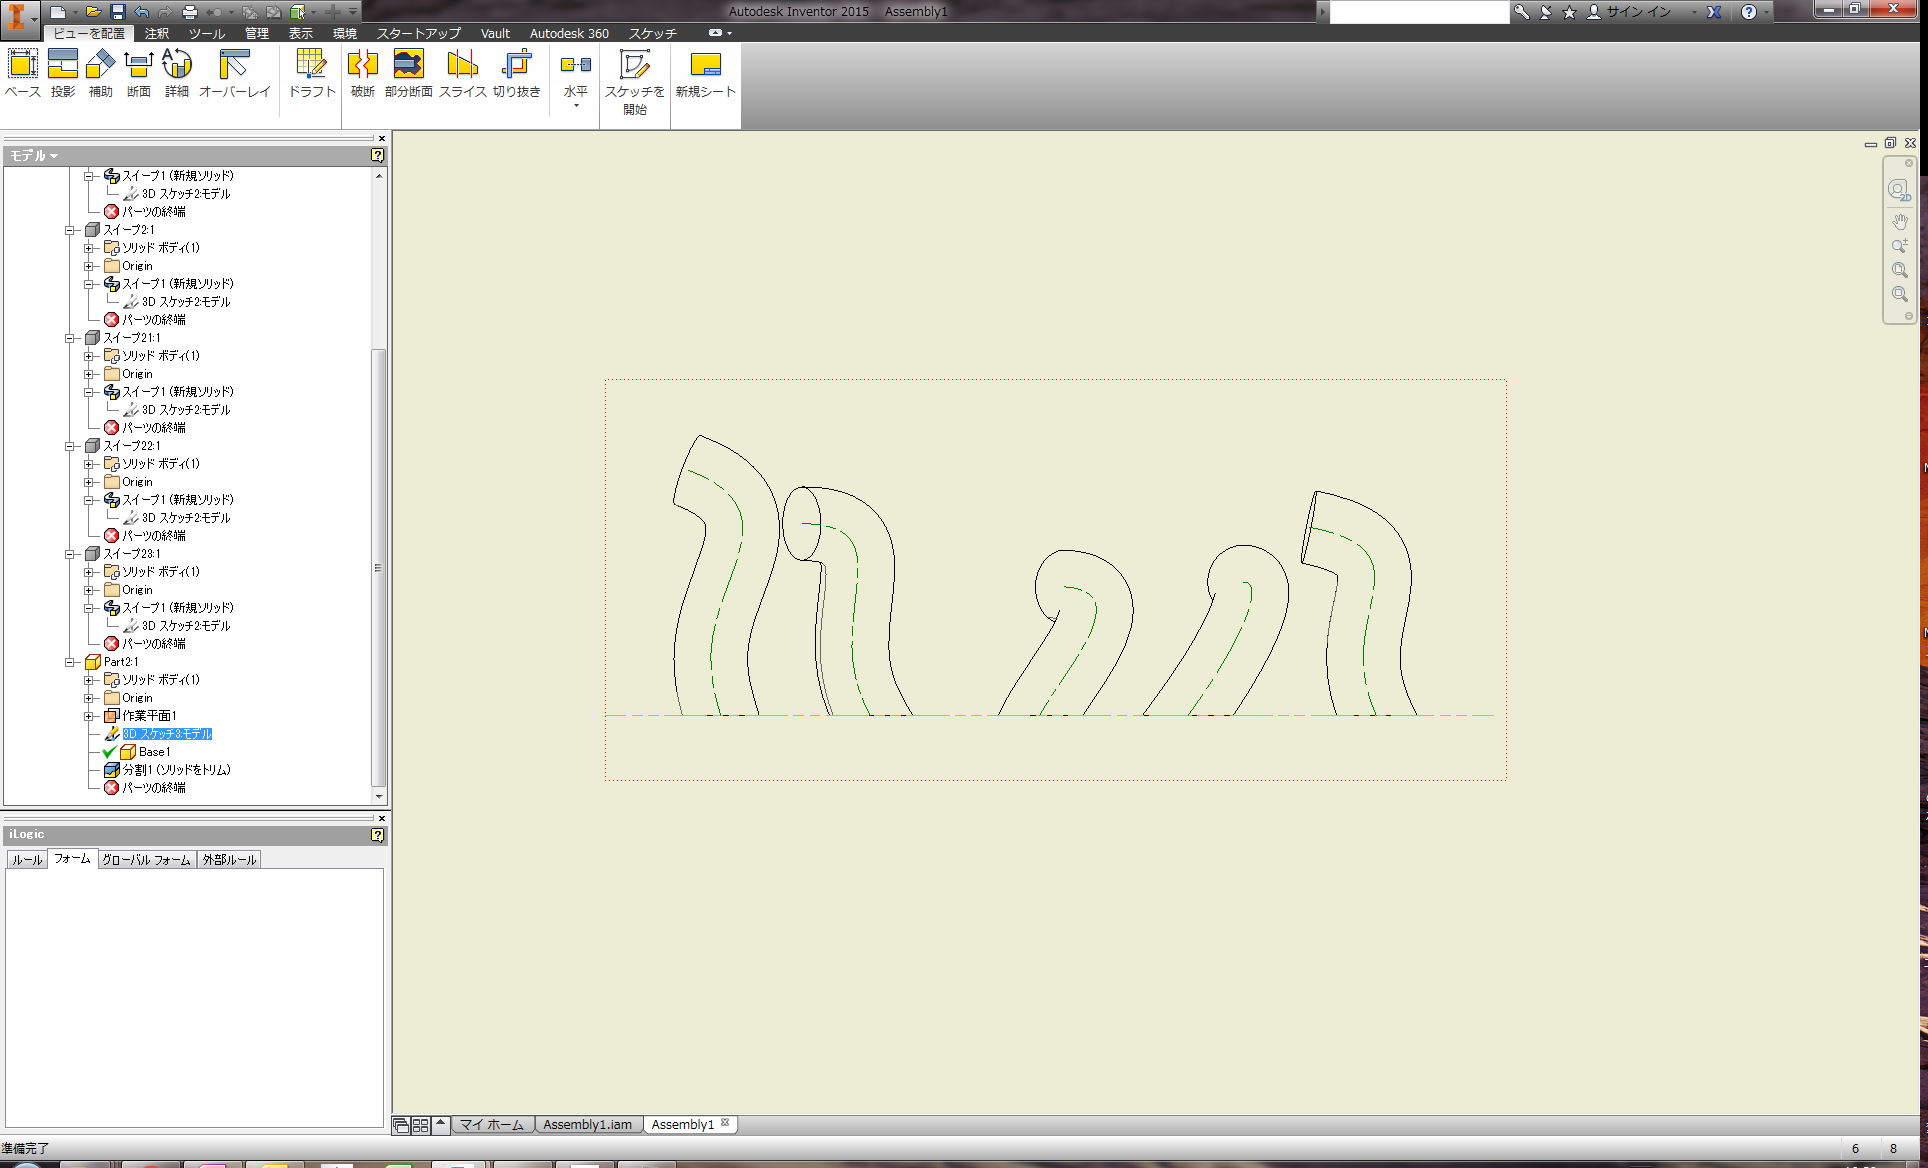 Autodesk Inventor 2015 Assembly1
サイン イン
ビューを配置 注釈 ツール 管理 表示 環境 スタートアップ Vault Autodesk 360 スケッチ
ベース 投影 補助 断面 詳細 オーバーレイ ドラフト 破断 部分断面 スライス 切り抜き 水平 スケッチを開始 新規シート
モデル
スイープ1 (新規ソリッド)
3D スケッチ2:モデル
パーツの終端
スイープ2:1
ソリッド ボディ(1)
Origin
スイープ1 (新規ソリッド)
3D スケッチ2:モデル
パーツの終端
スイープ21:1
ソリッド ボディ(1)
Origin
スイープ1 (新規ソリッド)
3D スケッチ2:モデル
パーツの終端
スイープ22:1
ソリッド ボディ(1)
Origin
スイープ1 (新規ソリッド)
3D スケッチ2:モデル
パーツの終端
スイープ23:1
ソリッド ボディ(1)
Origin
スイープ1 (新規ソリッド)
3D スケッチ2:モデル
パーツの終端
Part2:1
ソリッド ボディ(1)
Origin
作業平面1
3D スケッチ3:モデル
Base1
分割1 (ソリッドをトリム)
パーツの終端
iLogic
ルール フォーム グローバル フォーム 外部ルール
2D
マイ ホーム Assembly1.iam Assembly1
準備完了
6 8